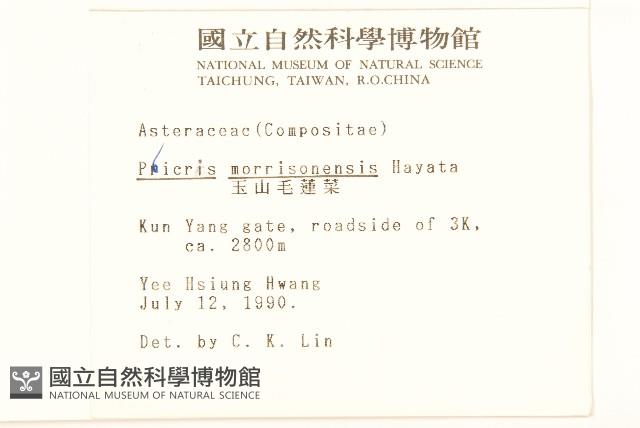 國立自然科學博物館
NATIONAL MUSEUM OF NATURAL SCIENCE
TAICHUNG, TAIWAN, R.O.CHINA
Asteraceac(Compositae)
Pricris morrisonensis Hayata
玉山毛蓮菜
Kun Yang gate, roadside of 3K,
ca. 2800m
Yee Hsiung Hwang
July 12, 1990.
Det. by C. K. Lin
國立自然科學博物館
NATIONAL MUSEUM OF NATURAL SCIENCE